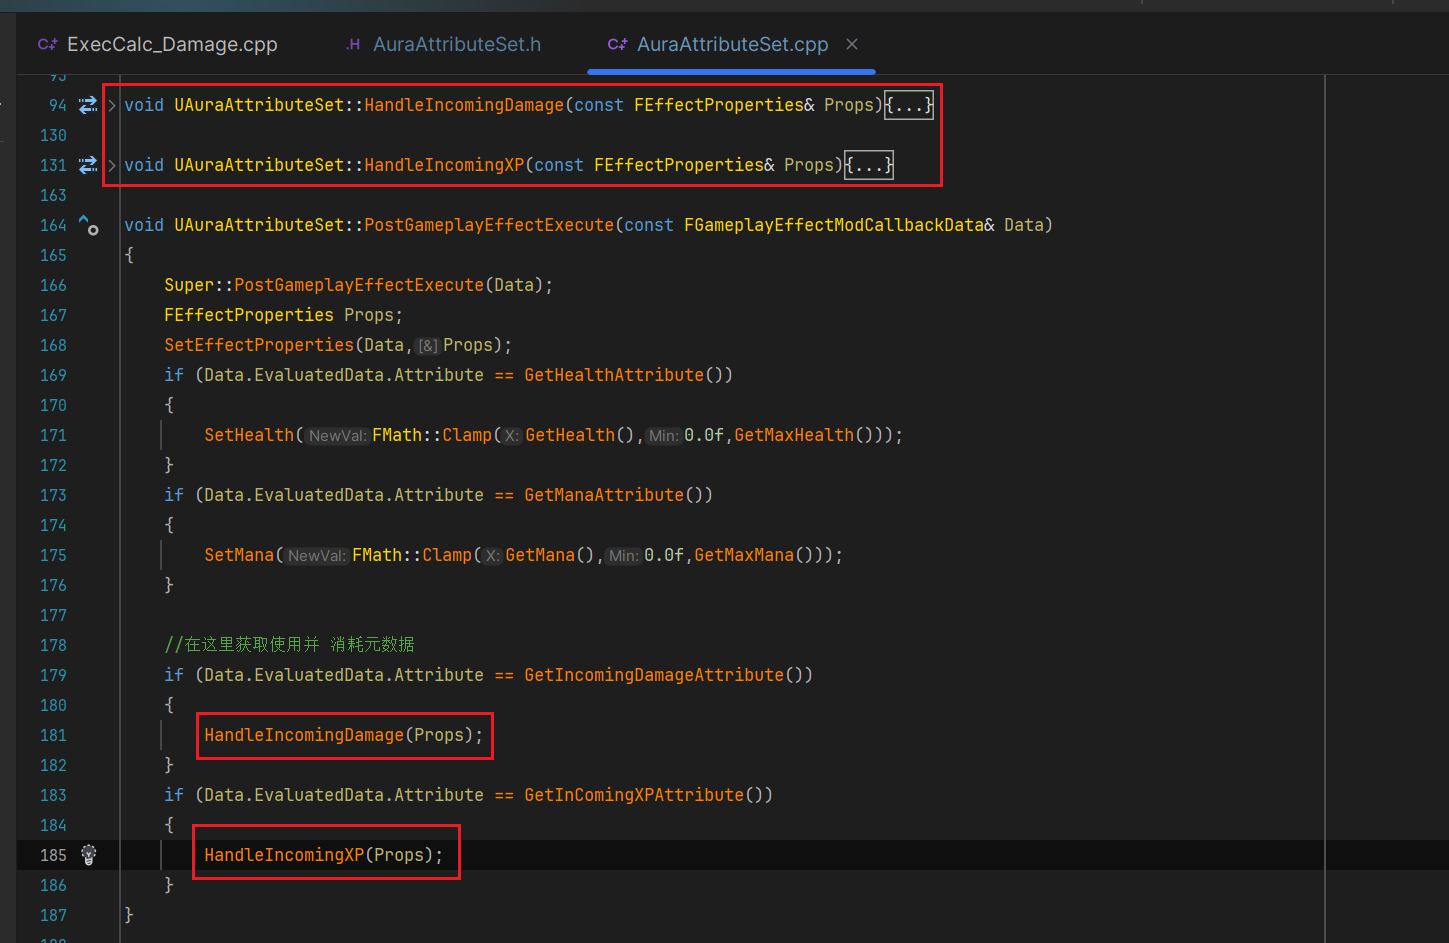 ExecCalc_Damage.cpp .H AuraAttributeSet.h AuraAttributeSet.cpp
94 void UAuraAttributeSet::HandleIncomingDamage(const FEffectProperties& Props){...}
130
131 void UAuraAttributeSet::HandleIncomingXP(const FEffectProperties& Props){...}
163
164 void UAuraAttributeSet::PostGameplayEffectExecute(const FGameplayEffectModCallbackData& Data)
165 {
166 Super::PostGameplayEffectExecute(Data);
167 FEffectProperties Props;
168 SetEffectProperties(Data,[&]Props);
169 if (Data.EvaluatedData.Attribute == GetHealthAttribute())
170 {
171 SetHealth(NewVal:FMath::Clamp(X:GetHealth(),Min:0.0f,GetMaxHealth()));
172 }
173 if (Data.EvaluatedData.Attribute == GetManaAttribute())
174 {
175 SetMana(NewVal:FMath::Clamp(X:GetMana(),Min:0.0f,GetMaxMana()));
176 }
177
178 //在这里获取使用并 消耗元数据
179 if (Data.EvaluatedData.Attribute == GetIncomingDamageAttribute())
180 {
181 HandleIncomingDamage(Props);
182 }
183 if (Data.EvaluatedData.Attribute == GetInComingXPAttribute())
184 {
185 HandleIncomingXP(Props);
186 }
187 }